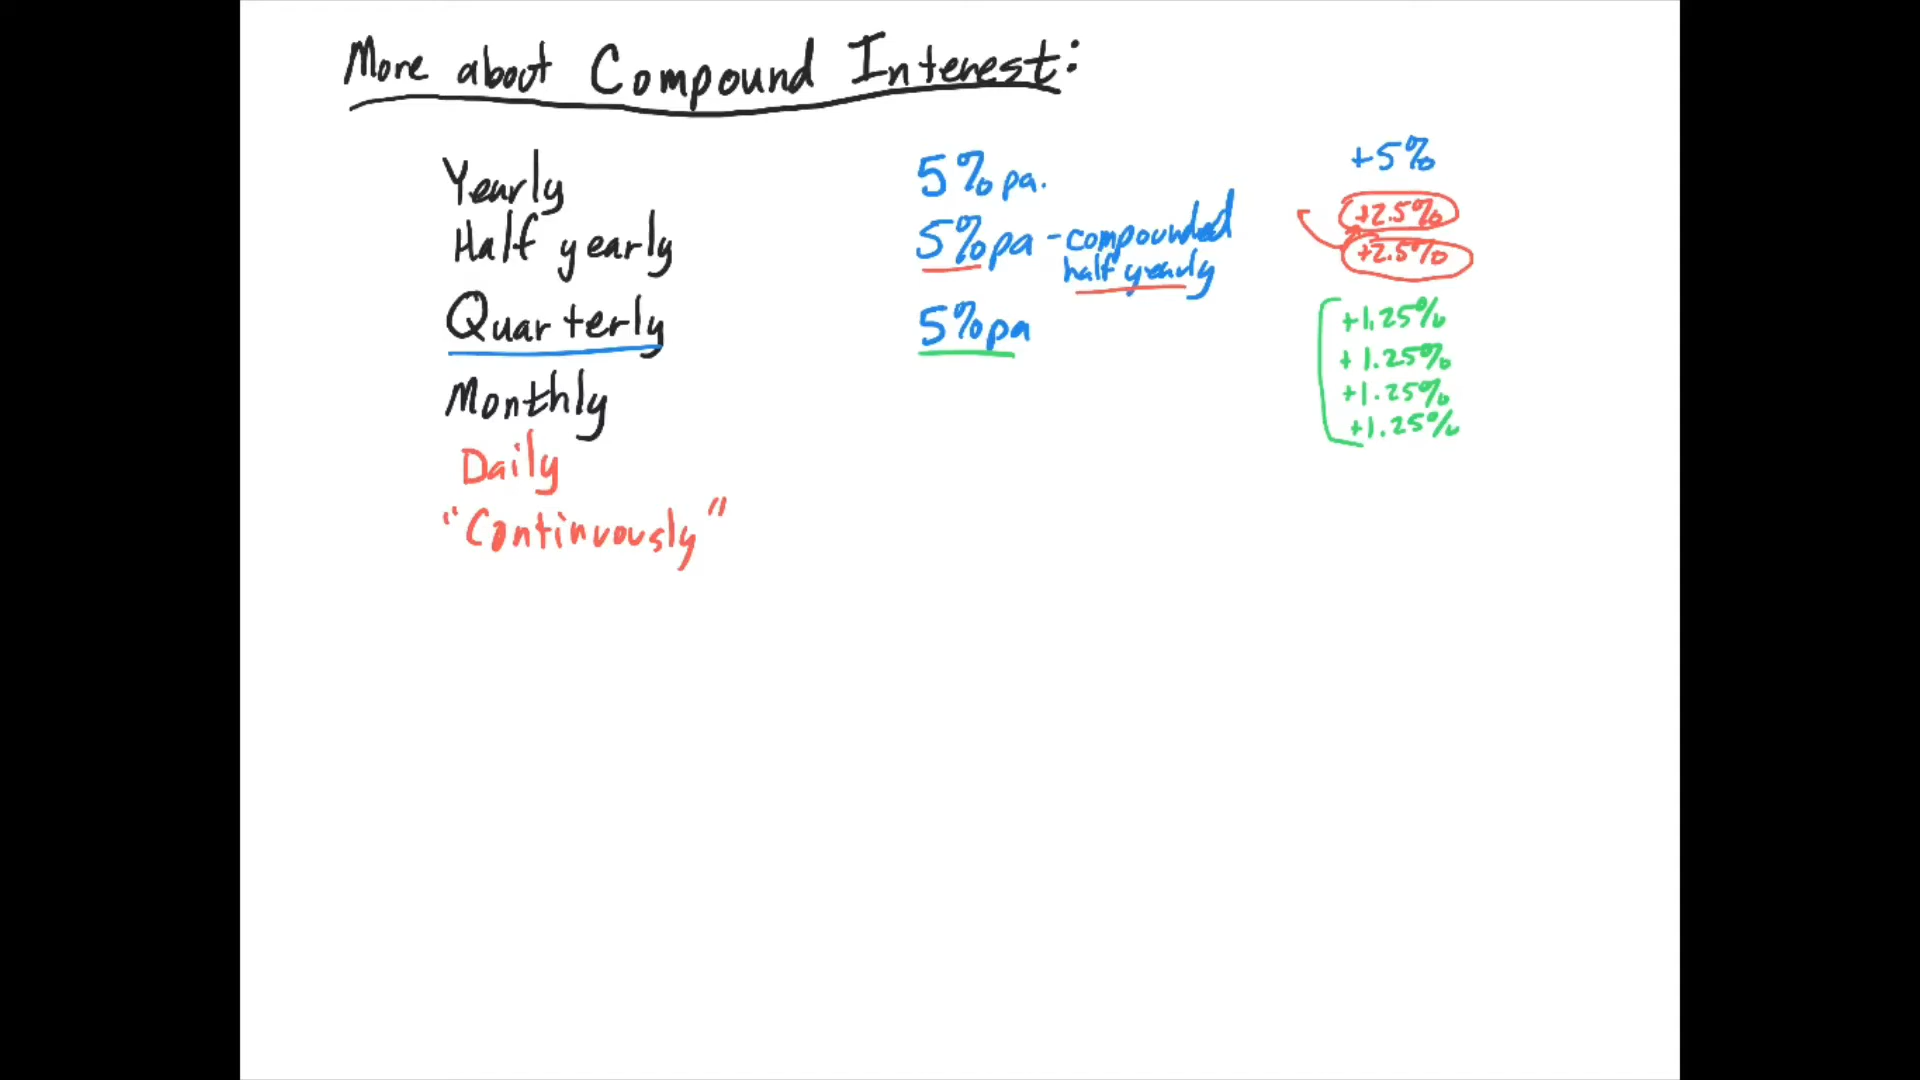 More about Compound Interest:
Yearly 5% pa. +5%
Half yearly 5% pa - compounded half yearly +2.5%
+2.5%
Quarterly 5% pa +1.25%
+1.25%
+1.25%
+1.25%
Monthly
Daily
"Continuously"